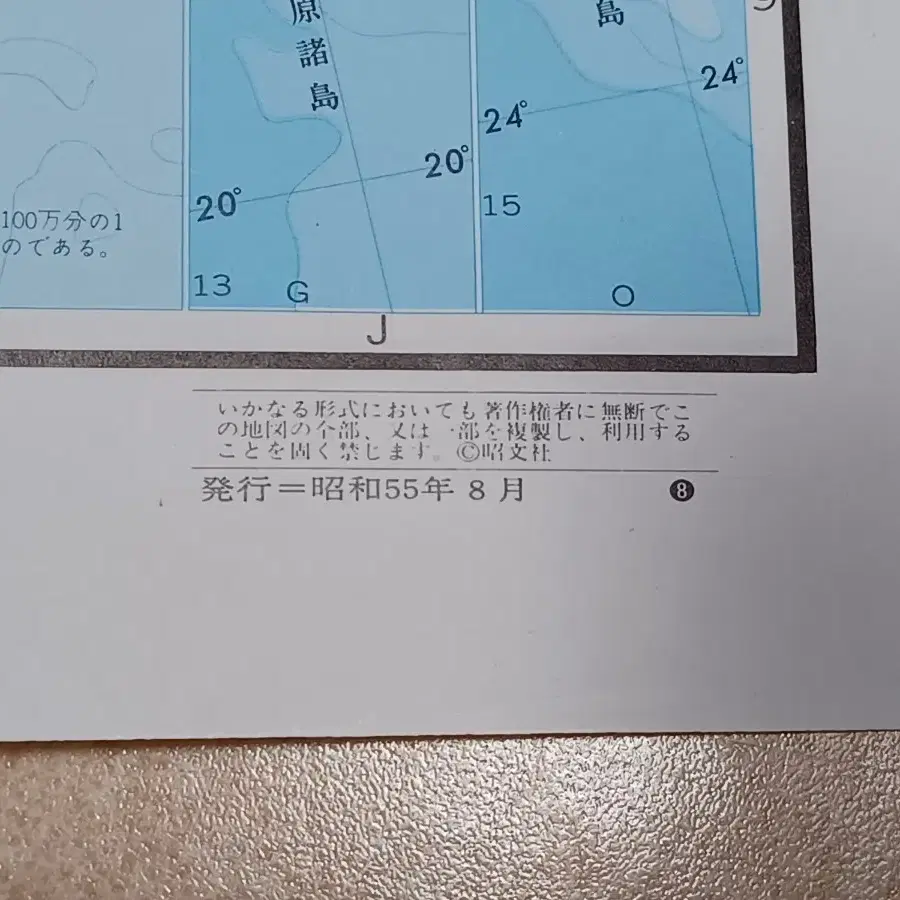 原諸島
島
24°
24°
20°
20°
15
100万分の1
のである。
13
G
O
J
いかなる形式においても著作権者に無断でこ
の地図の全部、又は一部を複製し、利用する
ことを固く禁じます。©昭文社
発行＝昭和55年 8 月
8